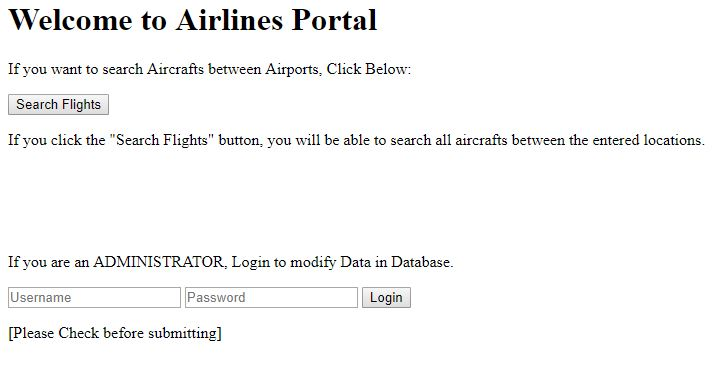 Welcome to Airlines Portal
If you want to search Aircrafts between Airports, Click Below:
Search Flights
If you click the "Search Flights" button, you will be able to search all aircrafts between the entered locations.
If you are an ADMINISTRATOR, Login to modify Data in Database.
Username Password Login
[Please Check before submitting]